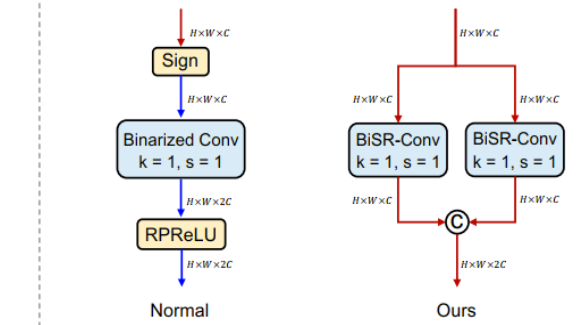 H×W×C
Sign
H×W×C
Binarized Conv
k = 1, s = 1
H×W×2C
RPReLU
H×W×2C
Normal
H×W×C
H×W×C
H×W×C
BiSR-Conv
k = 1, s = 1
BiSR-Conv
k = 1, s = 1
H×W×C
H×W×C
C
H×W×2C
Ours